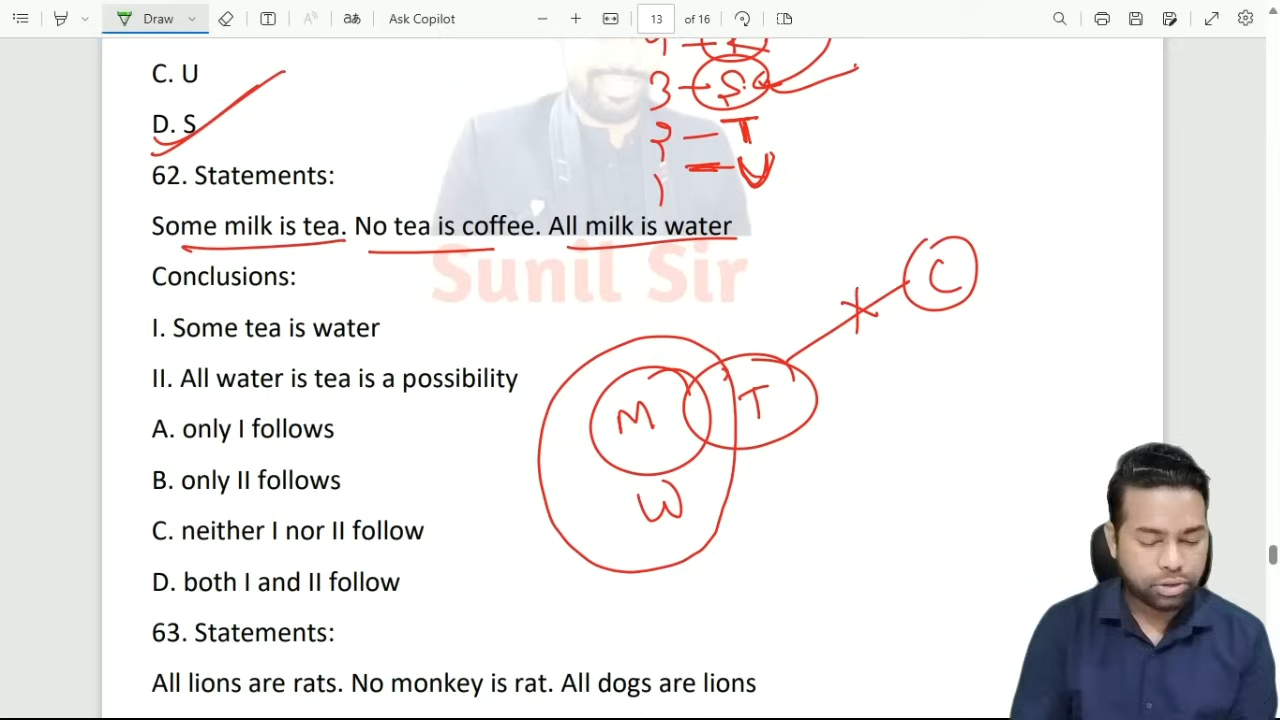 Draw
Ask Copilot
13 of 16
C. U
3 - S
D. S
2 - T
- U
1
62. Statements:
Some milk is tea. No tea is coffee. All milk is water
Sunil Sir
Conclusions:
C
I. Some tea is water
II. All water is tea is a possibility
M T
A. only I follows
B. only II follows
W
C. neither I nor II follow
D. both I and II follow
63. Statements:
All lions are rats. No monkey is rat. All dogs are lions